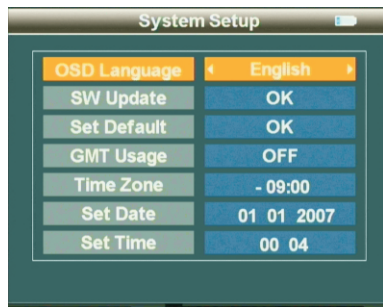 System Setup
OSD Language English
SW Update OK
Set Default OK
GMT Usage OFF
Time Zone - 09:00
Set Date 01 01 2007
Set Time 00 04